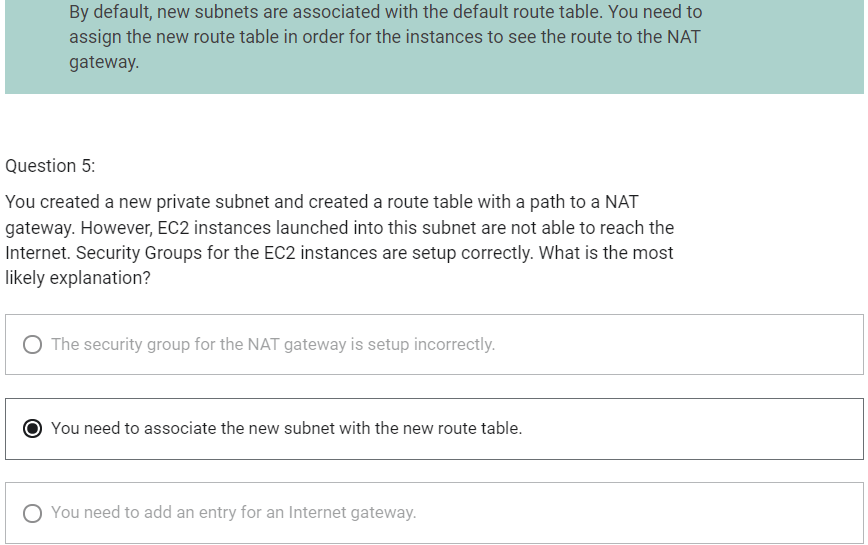 By default, new subnets are associated with the default route table. You need to
assign the new route table in order for the instances to see the route to the NAT
gateway.
Question 5:
You created a new private subnet and created a route table with a path to a NAT
gateway. However, EC2 instances launched into this subnet are not able to reach the
Internet. Security Groups for the EC2 instances are setup correctly. What is the most
likely explanation?
The security group for the NAT gateway is setup incorrectly.
You need to associate the new subnet with the new route table.
You need to add an entry for an Internet gateway.